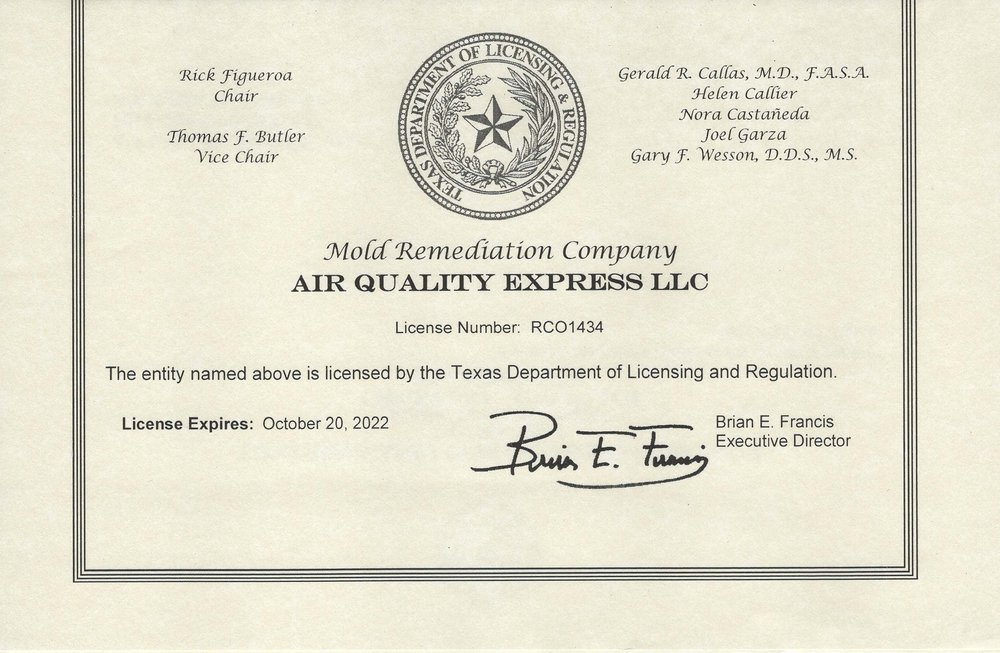 Rick Figueroa
Chair
Thomas F. Butler
Vice Chair
TEXAS DEPARTMENT OF LICENSING & REGULATION
Gerald R. Callas, M.D., F.A.S.A.
Helen Callier
Nora Castañeda
Joel Garza
Gary F. Wesson, D.D.S., M.S.
Mold Remediation Company
AIR QUALITY EXPRESS LLC
License Number: RCO1434
The entity named above is licensed by the Texas Department of Licensing and Regulation.
License Expires: October 20, 2022
Brian E. Francis
Brian E. Francis
Executive Director